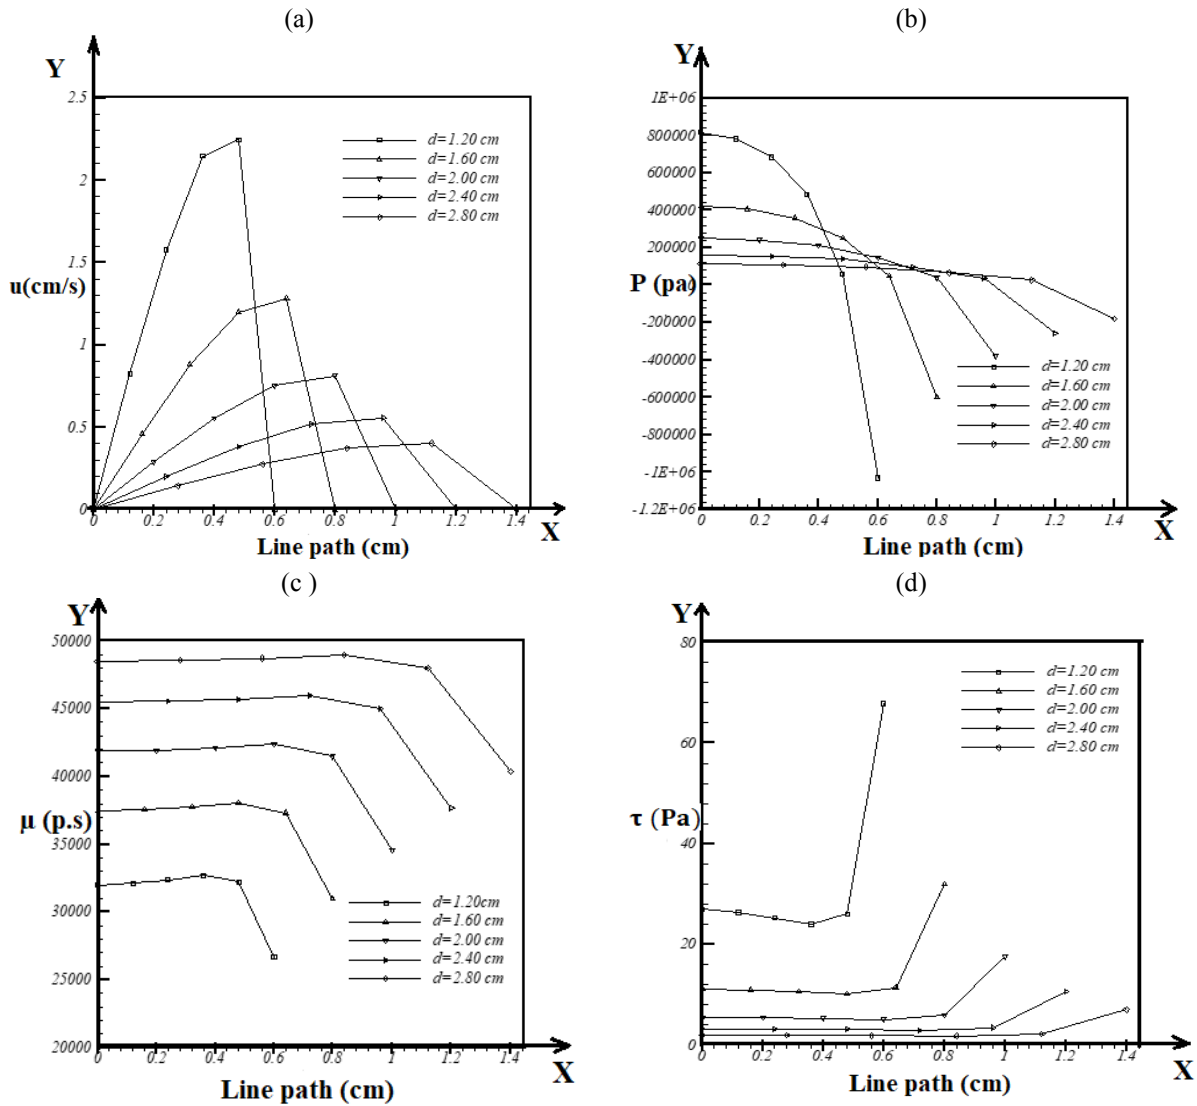 (a)
Y
2.5
2
1.5
u(cm/s)
1
0.5
0
d=1.20 cm
d=1.60 cm
d=2.00 cm
d=2.40 cm
d=2.80 cm
0 0.2 0.4 0.6 0.8 1 1.2 1.4
X
Line path (cm)
(b)
Y
1E+06
800000
600000
400000
200000
P (pa)
0
-200000
-400000
-600000
-800000
-1E+06
-1.2E+06
d=1.20 cm
d=1.60 cm
d=2.00 cm
d=2.40 cm
d=2.80 cm
0 0.2 0.4 0.6 0.8 1 1.2 1.4
X
Line path (cm)
(c )
Y
50000
45000
40000
μ (p.s)
35000
30000
25000
20000
d=1.20cm
d=1.60 cm
d=2.00 cm
d=2.40 cm
d=2.80 cm
0 0.2 0.4 0.6 0.8 1 1.2 1.4
X
Line path (cm)
(d)
Y
80
60
τ (Pa)
40
20
0
d=1.20 cm
d=1.60 cm
d=2.00 cm
d=2.40 cm
d=2.80 cm
0 0.2 0.4 0.6 0.8 1 1.2 1.4
X
Line path (cm)